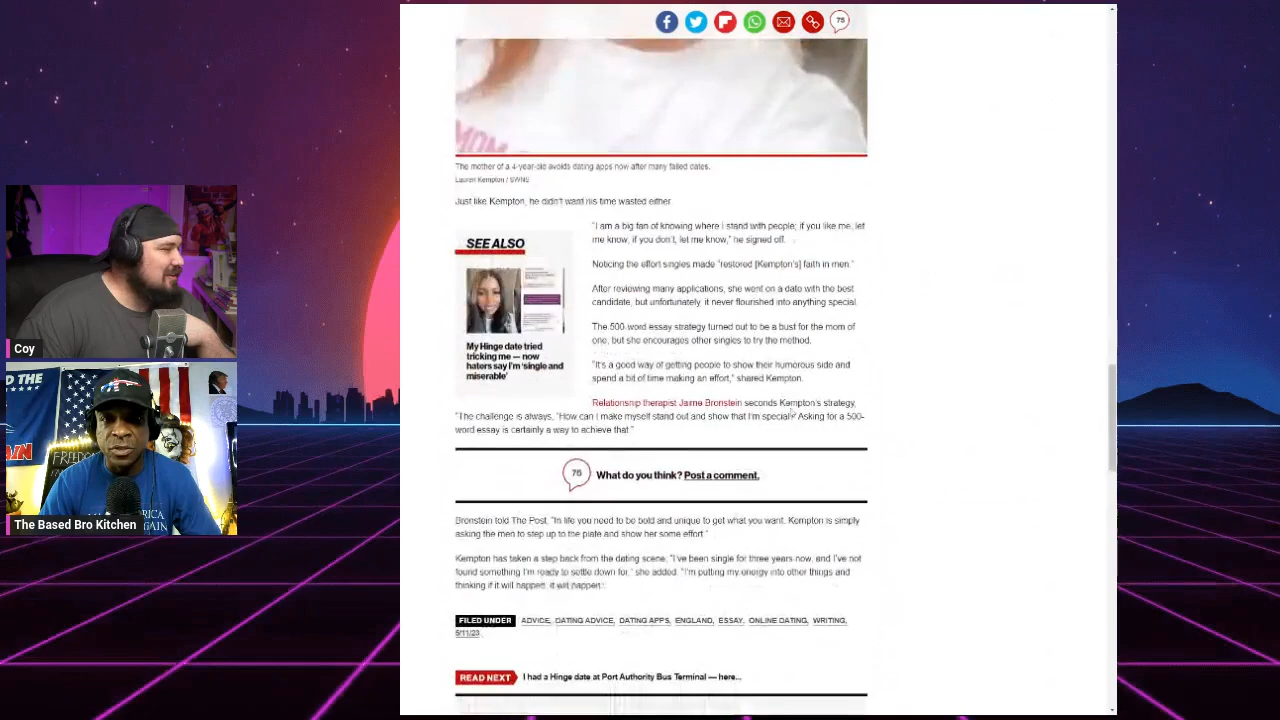 75
The mother of a 4-year-old avoids dating apps now after many failed dates.
Lauren Kempton / SWNS
Just like Kempton, he didn't want his time wasted either.
"I am a big fan of knowing where I stand with people; if you like me, let
me know, if you don't, let me know," he signed off.
SEE ALSO
Noticing the effort singles made "restored [Kempton's] faith in men."
After reviewing many applications, she went on a date with the best
candidate, but unfortunately, it never flourished into anything special.
The 500-word essay strategy turned out to be a bust for the mom of
one, but she encourages other singles to try the method.
My Hinge date tried
tricking me — now
haters say I'm 'single and
miserable'
"It's a good way of getting people to show their humorous side and
spend a bit of time making an effort," shared Kempton.
Relationship therapist Jaime Bronstein seconds Kempton's strategy,
"The challenge is always, 'How can I make myself stand out and show that I'm special?' Asking for a 500-
word essay is certainly a way to achieve that."
75
What do you think? Post a comment.
Bronstein told The Post, "In life you need to be bold and unique to get what you want. Kempton is simply
asking the men to step up to the plate and show her some effort."
Kempton has taken a step back from the dating scene: "I've been single for three years now, and I've not
found something I'm ready to settle down for," she added. "I'm putting my energy into other things and
thinking if it will happen, it will happen."
FILED UNDER ADVICE, DATING ADVICE, DATING APPS, ENGLAND, ESSAY, ONLINE DATING, WRITING,
5/11/23
READ NEXT I had a Hinge date at Port Authority Bus Terminal — here...
Coy
The Based Bro Kitchen